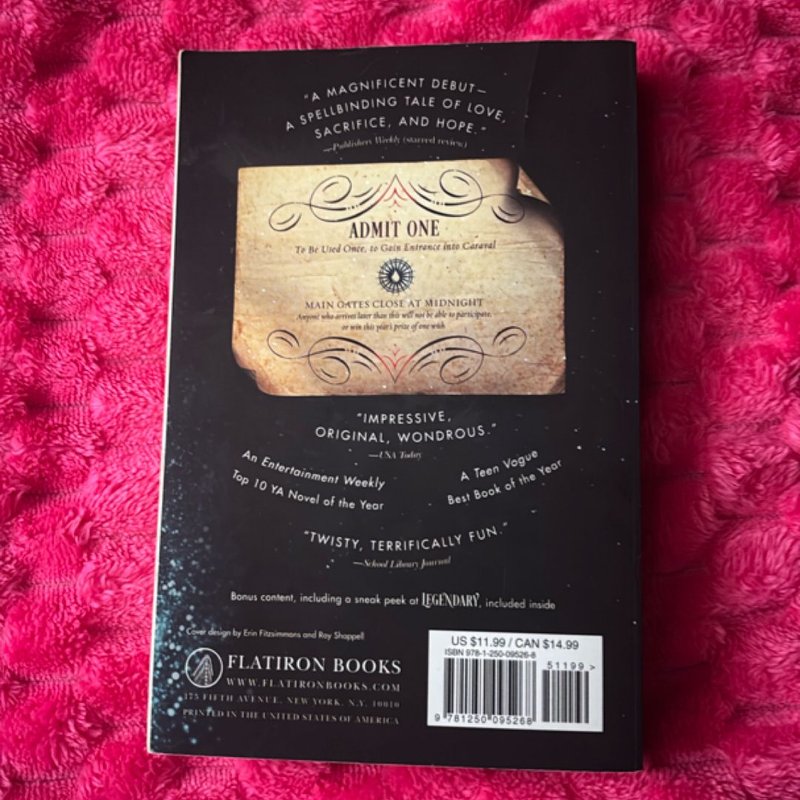 “A MAGNIFICENT DEBUT—
A SPELLBINDING TALE OF LOVE,
SACRIFICE, AND HOPE.”
—Publishers Weekly (starred review)
ADMIT ONE
To Be Used Once, to Gain Entrance into Caraval
MAIN GATES CLOSE AT MIDNIGHT
Anyone who arrives later than this will not be able to participate,
or win this year's prize of one wish
“IMPRESSIVE,
ORIGINAL, WONDROUS.”
—USA Today
An Entertainment Weekly
Top 10 YA Novel of the Year
A Teen Vogue
Best Book of the Year
“TWISTY, TERRIFICALLY FUN.”
—School Library Journal
Bonus content, including a sneak peek at LEGENDARY, included inside
Cover design by Erin Fitzsimmons and Ray Shappell
FLATIRON BOOKS
WWW.FLATIRONBOOKS.COM
175 FIFTH AVENUE, NEW YORK, N.Y. 10010
PRINTED IN THE UNITED STATES OF AMERICA
US $11.99 / CAN $14.99
ISBN 978-1-250-09526-8
51199>
9 781250 095268